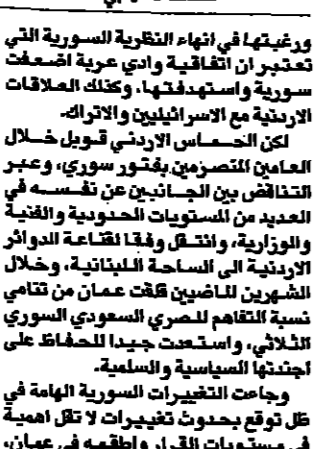 ورغبتها في انهاء النظرية السورية التي
تعتبر ان اتفاقية وادي عربة اضعفت
سورية واستهدفتها، وكذلك العلاقات
الاردنية مع الاسرائيليين والاتراك.
لكن الحماس الاردني قوبل خلال
العامين المنصرمين بفتور سوري، وعبر
التناقض بين الجانبين عن نفسه في
العديد من المستويات الحدودية والفنية
والوزارية، وانتقل وفقا لقناعة الدوائر
الاردنية الى الساحة اللبنانية، وخلال
الشهرين الماضيين قلقت عمان من تنامي
نسبة التفاهم المصري السعودي السوري
الثلاثي، واستعدت جيدا للحفاظ على
اجندتها السياسية والسلمية.
وجاءت التغييرات السورية الهامة في
ظل توقع بحدوث تغييرات لا تقل اهمية
في مستويات القرار واطقمه في عمان،